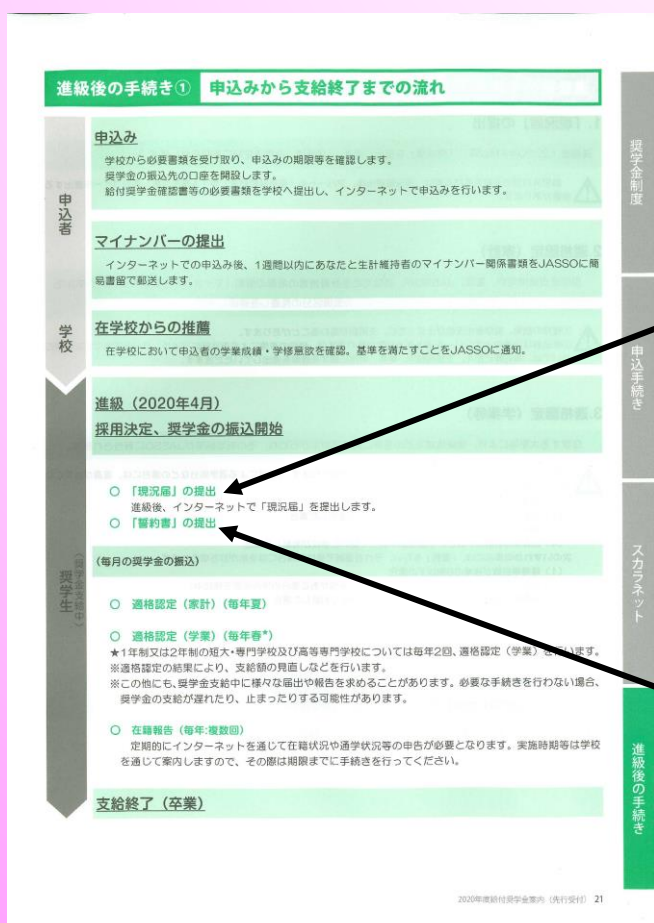 進級後の手続き① 申込みから支給終了までの流れ
申込者
申込み
学校から必要書類を受け取り、申込みの期限等を確認します。
奨学金の振込先の口座を開設します。
給付奨学金確認書等の必要書類を学校へ提出し、インターネットで申込みを行います。
マイナンバーの提出
インターネットでの申込み後、1週間以内にあなたと生計維持者のマイナンバー関係書類をJASSOに簡
易書留で郵送します。
学校
在学校からの推薦
在学校において申込者の学業成績・学修意欲を確認。基準を満たすことをJASSOに通知。
奨学生
(奨学金支給中)
進級(2020年4月)
採用決定、奨学金の振込開始
○ 「現況届」の提出
進級後、インターネットで「現況届」を提出します。
○ 「誓約書」の提出
(毎月の奨学金の振込)
○ 適格認定(家計)(毎年夏)
○ 適格認定(学業)(毎年春*)
★1年制又は2年制の短大・専門学校及び高等専門学校については毎年2回、適格認定(学業)を行います。
※適格認定の結果により、支給額の見直しなどを行います。
※この他にも、奨学金支給中に様々な届出や報告を求めることがあります。必要な手続きを行わない場合、
奨学金の支給が遅れたり、止まったりする可能性があります。
○ 在籍報告(毎年:複数回)
定期的にインターネットを通じて在籍状況や通学状況等の申告が必要となります。実施時期等は学校
を通じて案内しますので、その際は期限までに手続きを行ってください。
支給終了(卒業)
奨学金制度
申込手続き
スカラネット
進級後の手続き
2020年度給付奨学金案内(先行受付) 21